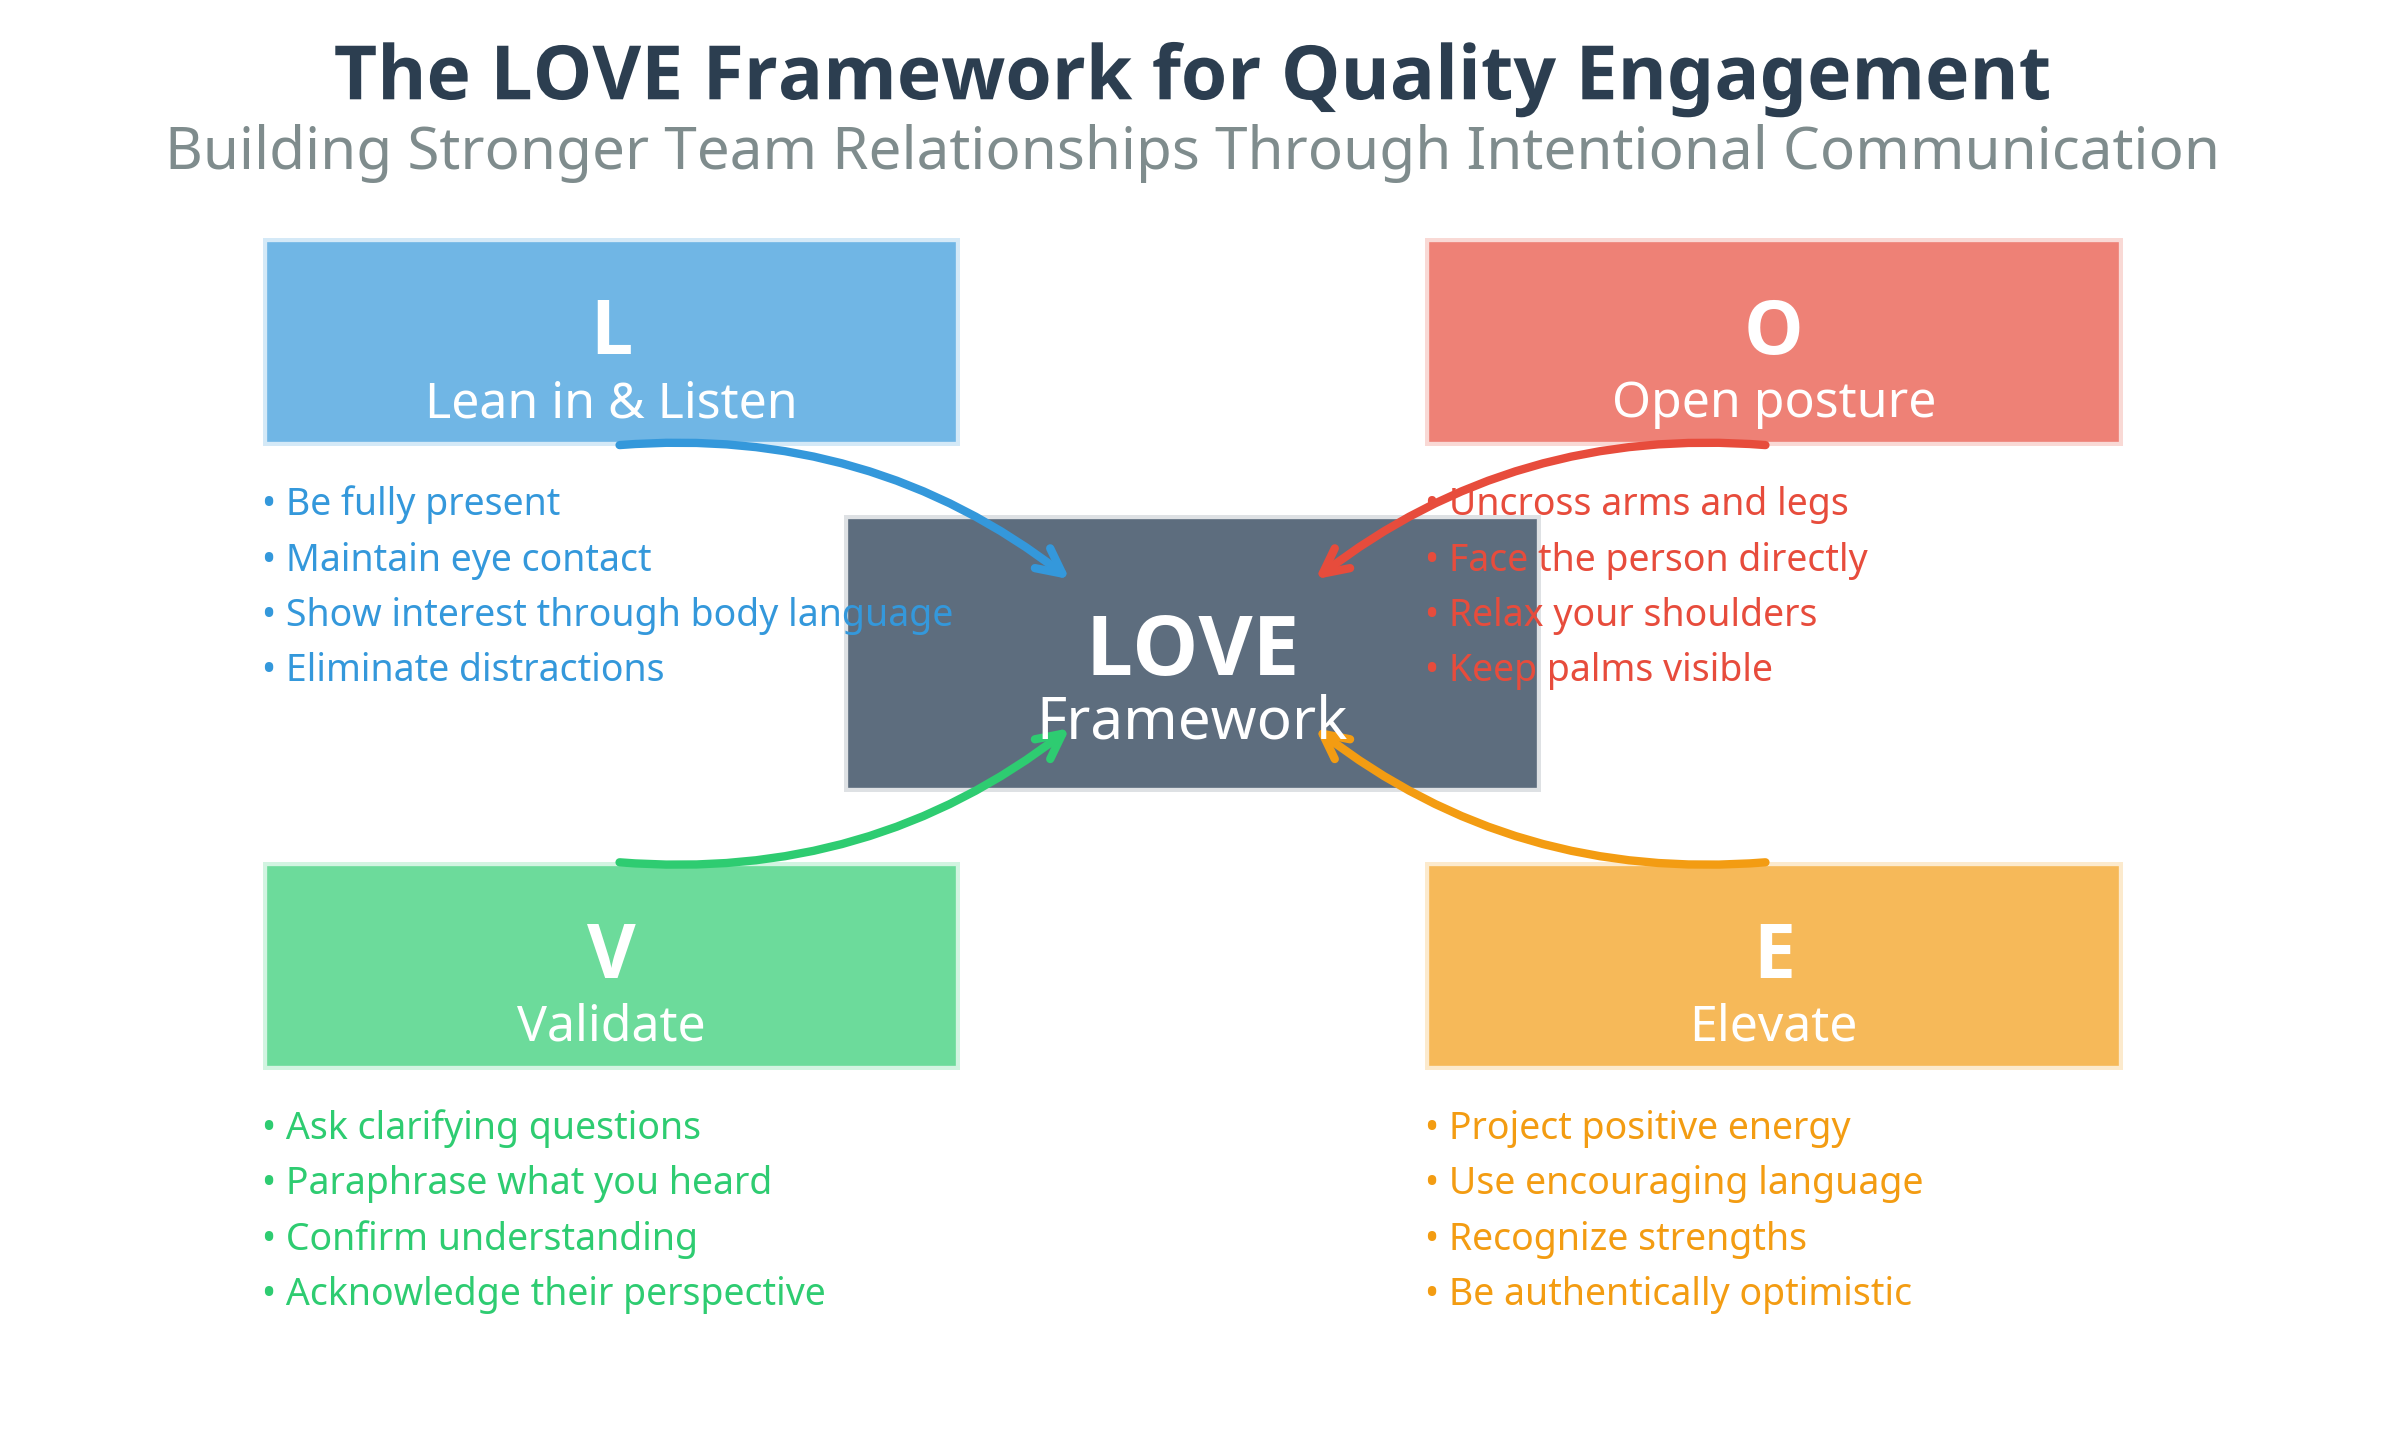 The LOVE Framework for Quality Engagement
Building Stronger Team Relationships Through Intentional Communication
L
Lean in & Listen
• Be fully present
• Maintain eye contact
• Show interest through body language
• Eliminate distractions
O
Open posture
• Uncross arms and legs
• Face the person directly
• Relax your shoulders
• Keep palms visible
LOVE
Framework
V
Validate
• Ask clarifying questions
• Paraphrase what you heard
• Confirm understanding
• Acknowledge their perspective
E
Elevate
• Project positive energy
• Use encouraging language
• Recognize strengths
• Be authentically optimistic